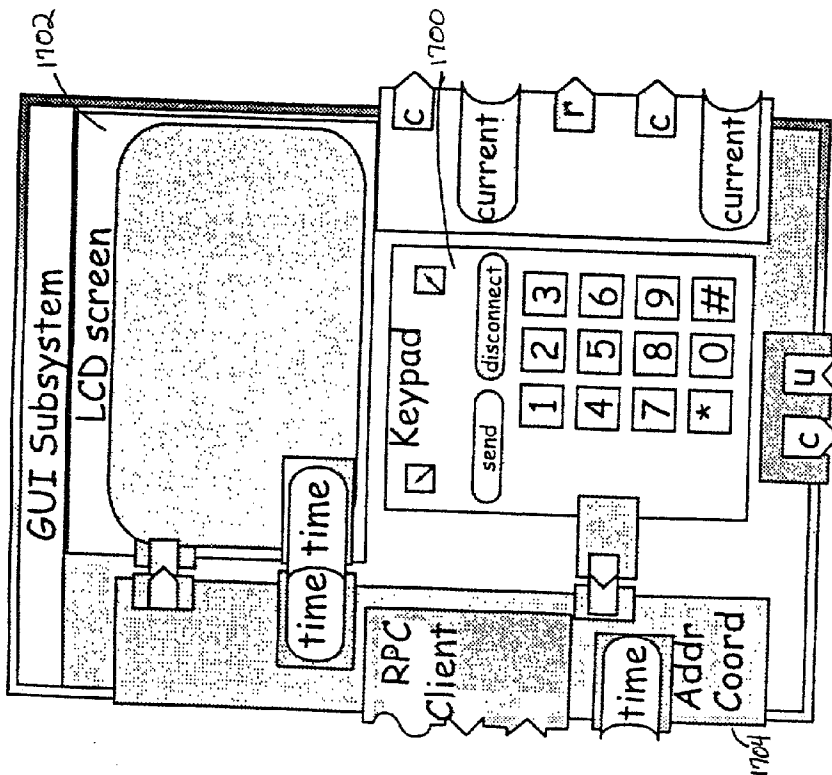 GUI Subsystem
LCD screen
1702
time
time
Keypad
1700
send
disconnect
1
2
3
4
5
6
7
8
9
*
0
#
c
current
r
c
current
RPC
Client
time
Addr
Coord
1704
c
u